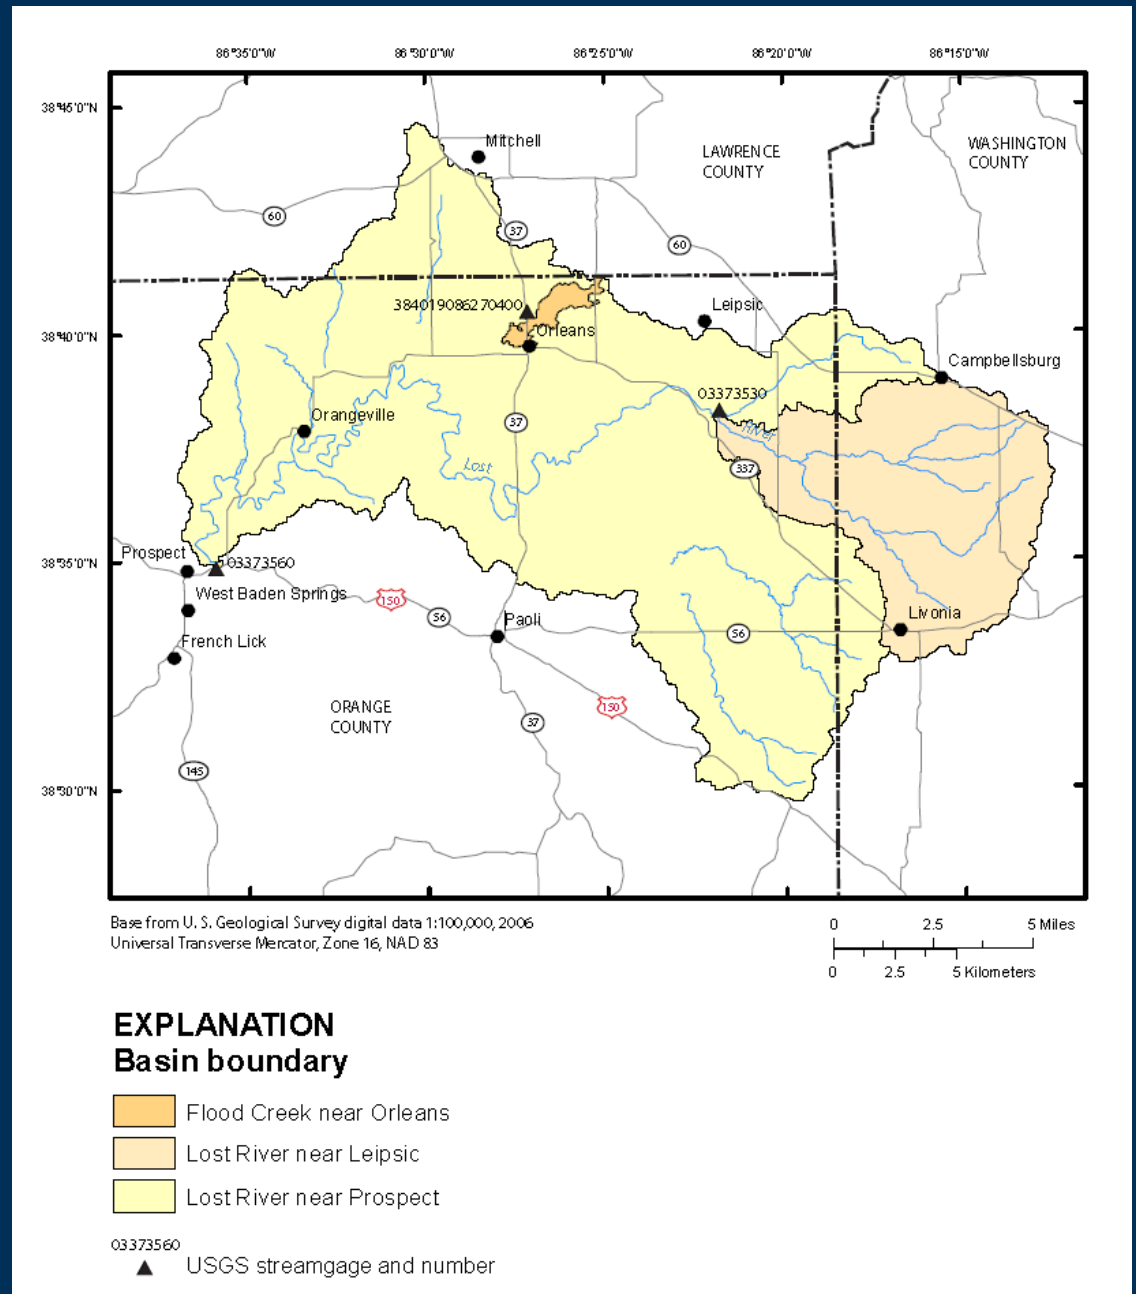 86°35'0"W 86°30'0"W 86°25'0"W 86°20'0"W 86°15'0"W
38°45'0"N
Mitchell
LAWRENCE
COUNTY
WASHINGTON
COUNTY
60
37
60
384019086270400
Leipsic
38°40'0"N
Orleans
Campbellsburg
03373530
Orangeville
37
River
Lost
337
38°35'0"N
Prospect
03373560
West Baden Springs
150
56
Paoli
Livonia
56
French Lick
ORANGE
COUNTY
150
37
145
38°30'0"N
Base from U. S. Geological Survey digital data 1:100,000, 2006
Universal Transverse Mercator, Zone 16, NAD 83
0 2.5 5 Miles
0 2.5 5 Kilometers
EXPLANATION
Basin boundary
Flood Creek near Orleans
Lost River near Leipsic
Lost River near Prospect
03373560
USGS streamgage and number